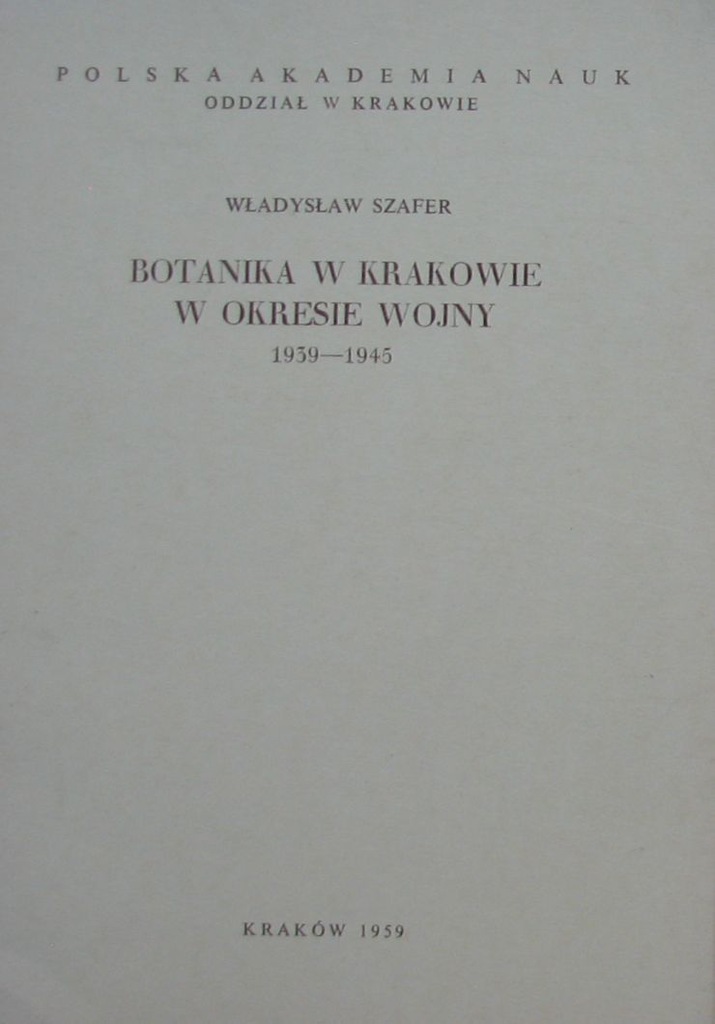 POLSKA AKADEMIA NAUK
ODDZIAŁ W KRAKOWIE
WŁADYSŁAW SZAFER
BOTANIKA W KRAKOWIE
W OKRESIE WOJNY
1939—1945
KRAKÓW 1959